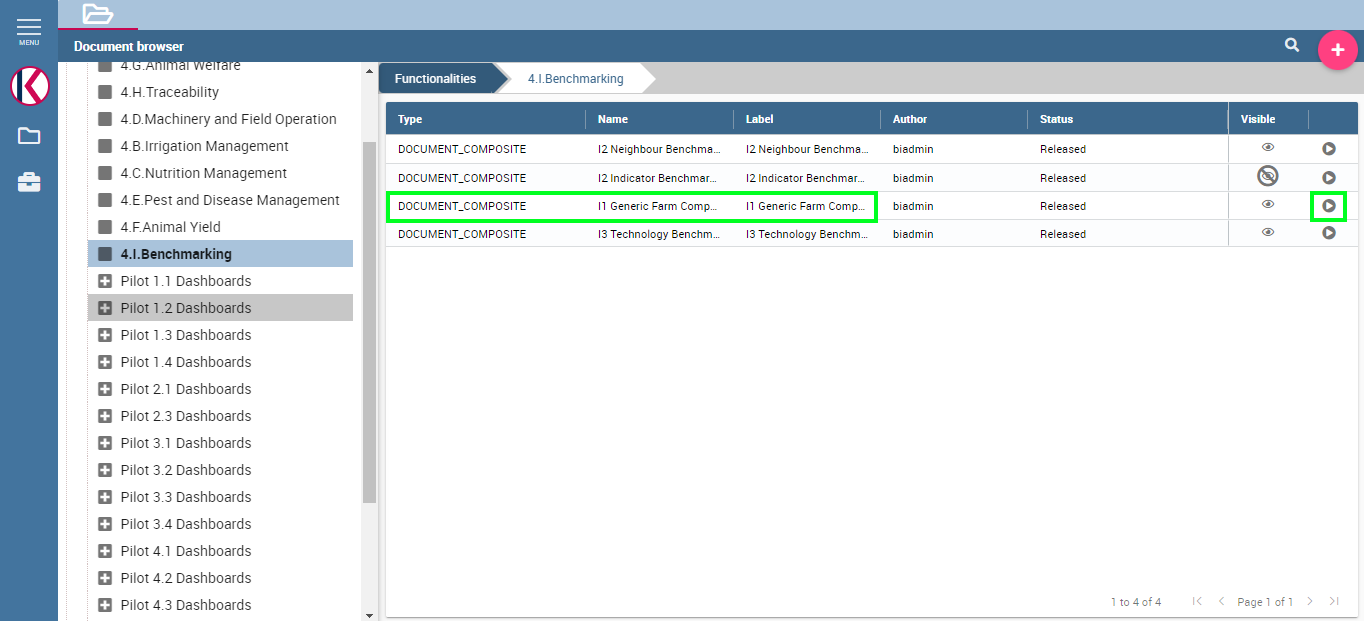 MENU
Document browser
4.G.Animal Welfare
4.H.Traceability
4.D.Machinery and Field Operation
4.B.Irrigation Management
4.C.Nutrition Management
4.E.Pest and Disease Management
4.F.Animal Yield
4.I.Benchmarking
Pilot 1.1 Dashboards
Pilot 1.2 Dashboards
Pilot 1.3 Dashboards
Pilot 1.4 Dashboards
Pilot 2.1 Dashboards
Pilot 2.3 Dashboards
Pilot 3.1 Dashboards
Pilot 3.2 Dashboards
Pilot 3.3 Dashboards
Pilot 3.4 Dashboards
Pilot 4.1 Dashboards
Pilot 4.2 Dashboards
Pilot 4.3 Dashboards
Functionalities 4.I.Benchmarking
Type Name Label Author Status Visible
DOCUMENT_COMPOSITE I2 Neighbour Benchma... I2 Neighbour Benchma... biadmin Released
DOCUMENT_COMPOSITE I2 Indicator Benchmar... I2 Indicator Benchmar... biadmin Released
DOCUMENT_COMPOSITE I1 Generic Farm Comp... I1 Generic Farm Comp... biadmin Released
DOCUMENT_COMPOSITE I3 Technology Benchm... I3 Technology Benchm... biadmin Released
1 to 4 of 4 Page 1 of 1